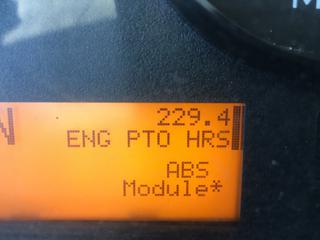 229.4
N ENG PTO HRS
ABS
Module*